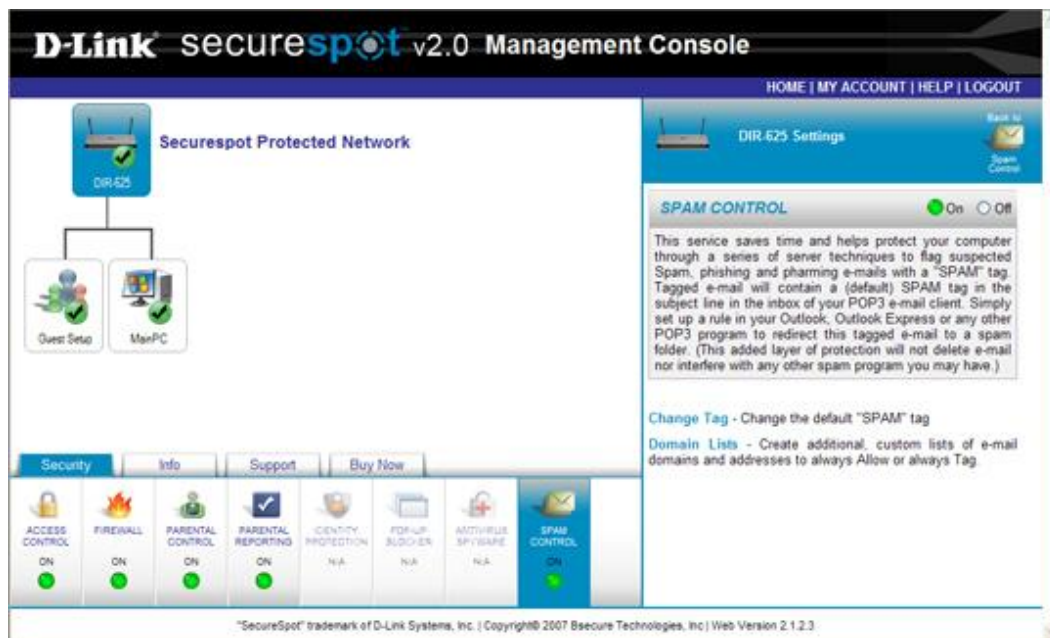 D-Link securespot v2.0 Management Console
HOME | MY ACCOUNT | HELP | LOGOUT
DIR-625
Securespot Protected Network
Guest Setup
MainPC
DIR-625 Settings
Back to
Spam
Control
SPAM CONTROL
On Off
This service saves time and helps protect your computer
through a series of server techniques to flag suspected
Spam, phishing and pharming e-mails with a "SPAM" tag.
Tagged e-mail will contain a (default) SPAM tag in the
subject line in the inbox of your POP3 e-mail client. Simply
set up a rule in your Outlook, Outlook Express or any other
POP3 program to redirect this tagged e-mail to a spam
folder. (This added layer of protection will not delete e-mail
nor interfere with any other spam program you may have.)
Change Tag - Change the default "SPAM" tag
Domain Lists - Create additional, custom lists of e-mail
domains and addresses to always Allow or always Tag.
Security Info Support Buy Now
ACCESS CONTROL
ON
FIREWALL
ON
PARENTAL CONTROL
ON
PARENTAL REPORTING
ON
IDENTITY PROTECTION
N/A
POP-UP BLOCKER
N/A
ANTIVIRUS SPYWARE
N/A
SPAM CONTROL
ON
"SecureSpot" trademark of D-Link Systems, Inc. | Copyright© 2007 Bsecure Technologies, Inc | Web Version 2.1.2.3